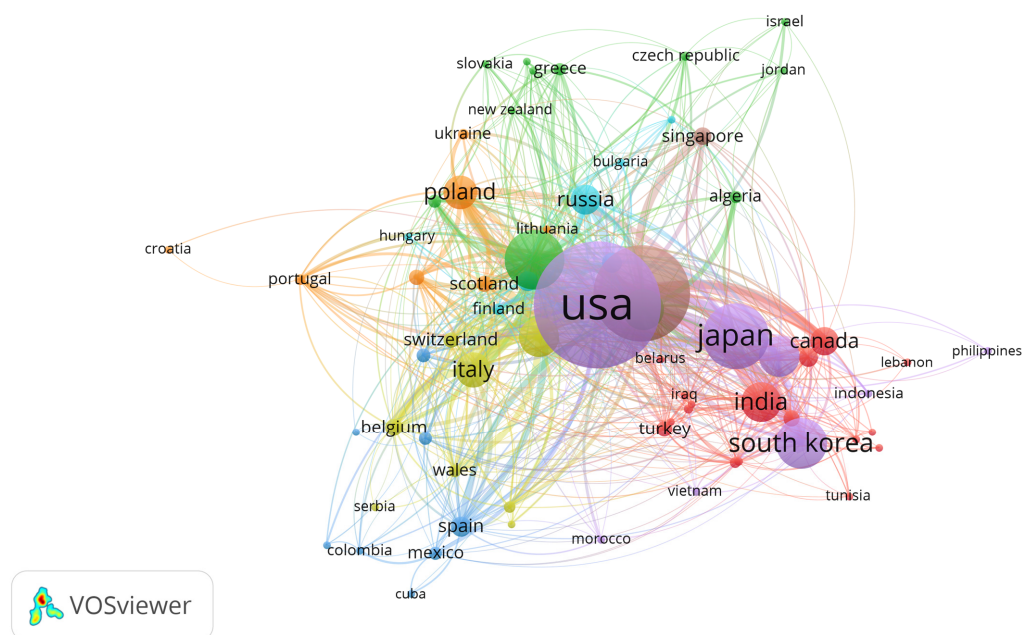 israel
slovakia
greece
czech republic
jordan
new zealand
ukraine
singapore
bulgaria
poland
russia
algeria
lithuania
hungary
croatia
portugal
scotland
finland
usa
switzerland
japan
canada
philippines
belarus
lebanon
italy
iraq
india
indonesia
belgium
turkey
south korea
wales
vietnam
tunisia
serbia
spain
morocco
colombia
mexico
cuba
VOSviewer